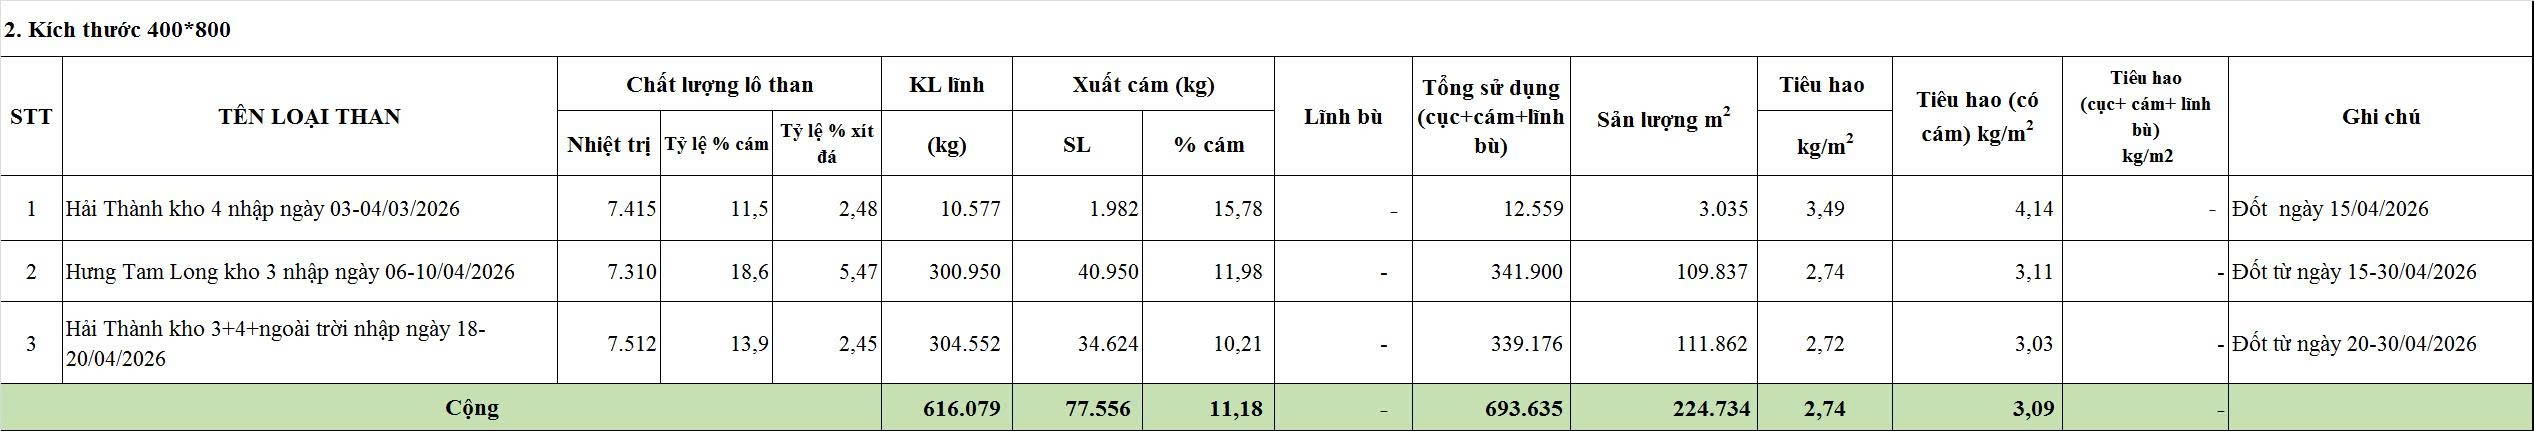 2. Kích thước 400*800
STT TÊN LOẠI THAN Chất lượng lô than KL lĩnh Xuất cám (kg) Lĩnh bù Tổng sử dụng (cục+cám+lĩnh bù) Sản lượng m2 Tiêu hao Tiêu hao (có cám) kg/m2 Tiêu hao (cục+ cám+ lĩnh bù) kg/m2 Ghi chú
Nhiệt trị Tỷ lệ % cám Tỷ lệ % xít đá (kg) SL % cám kg/m2
1 Hải Thành kho 4 nhập ngày 03-04/03/2026 7.415 11,5 2,48 10.577 1.982 15,78 - 12.559 3.035 3,49 4,14 - Đốt ngày 15/04/2026
2 Hưng Tam Long kho 3 nhập ngày 06-10/04/2026 7.310 18,6 5,47 300.950 40.950 11,98 - 341.900 109.837 2,74 3,11 - Đốt từ ngày 15-30/04/2026
3 Hải Thành kho 3+4+ngoài trời nhập ngày 18-20/04/2026 7.512 13,9 2,45 304.552 34.624 10,21 - 339.176 111.862 2,72 3,03 - Đốt từ ngày 20-30/04/2026
Cộng 616.079 77.556 11,18 - 693.635 224.734 2,74 3,09 -